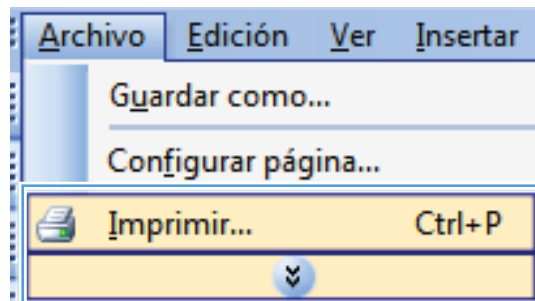 Archivo Edición Ver Insertar
Guardar como...
Configurar página...
Imprimir... Ctrl+P